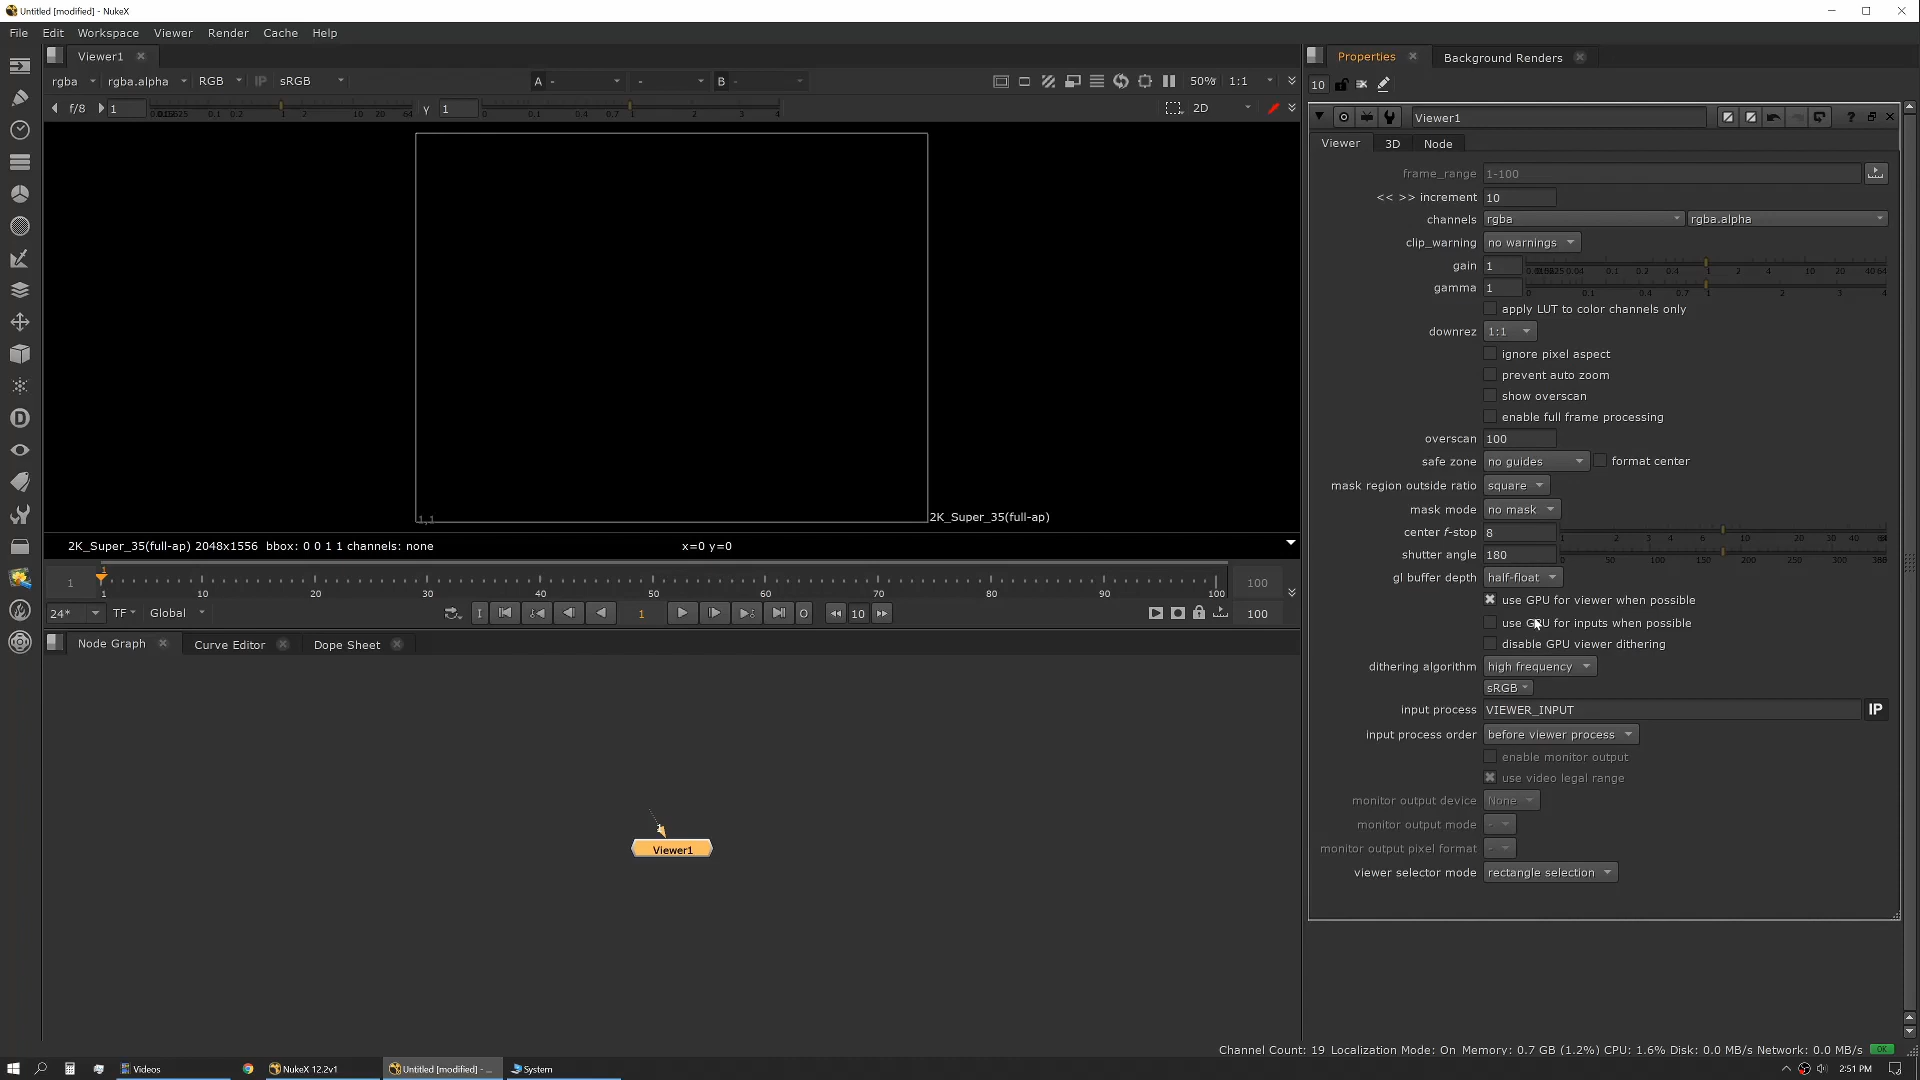 Untitled [modified] - NukeX
File Edit Workspace Viewer Render Cache Help
Viewer1
rgba rgba.alpha RGB IP sRGB A - - B - 50% 1:1
f/8 1 γ 1 2D
1,1
2K_Super_35(full-ap)
2K_Super_35(full-ap) 2048x1556 bbox: 0 0 1 1 channels: none x=0 y=0
1 1 100
1 10 20 30 40 50 60 70 80 90 100
24* TF Global I 1 O 10 100
Node Graph Curve Editor Dope Sheet
Viewer1
Properties Background Renders
10
Viewer1 ?
Viewer 3D Node
frame_range 1-100
<< >> increment 10
channels rgba rgba.alpha
clip_warning no warnings
gain 1
gamma 1
apply LUT to color channels only
downrez 1:1
ignore pixel aspect
prevent auto zoom
show overscan
enable full frame processing
overscan 100
safe zone no guides format center
mask region outside ratio square
mask mode no mask
center f-stop 8
shutter angle 180
gl buffer depth half-float
use GPU for viewer when possible
use GPU for inputs when possible
disable GPU viewer dithering
dithering algorithm high frequency
sRGB
input process VIEWER_INPUT IP
input process order before viewer process
enable monitor output
use video legal range
monitor output device None
monitor output mode -
monitor output pixel format -
viewer selector mode rectangle selection
Channel Count: 19 Localization Mode: On Memory: 0.7 GB (1.2%) CPU: 1.6% Disk: 0.0 MB/s Network: 0.0 MB/s OK
Videos NukeX 12.2v1 Untitled [modified] - ... System 2:51 PM